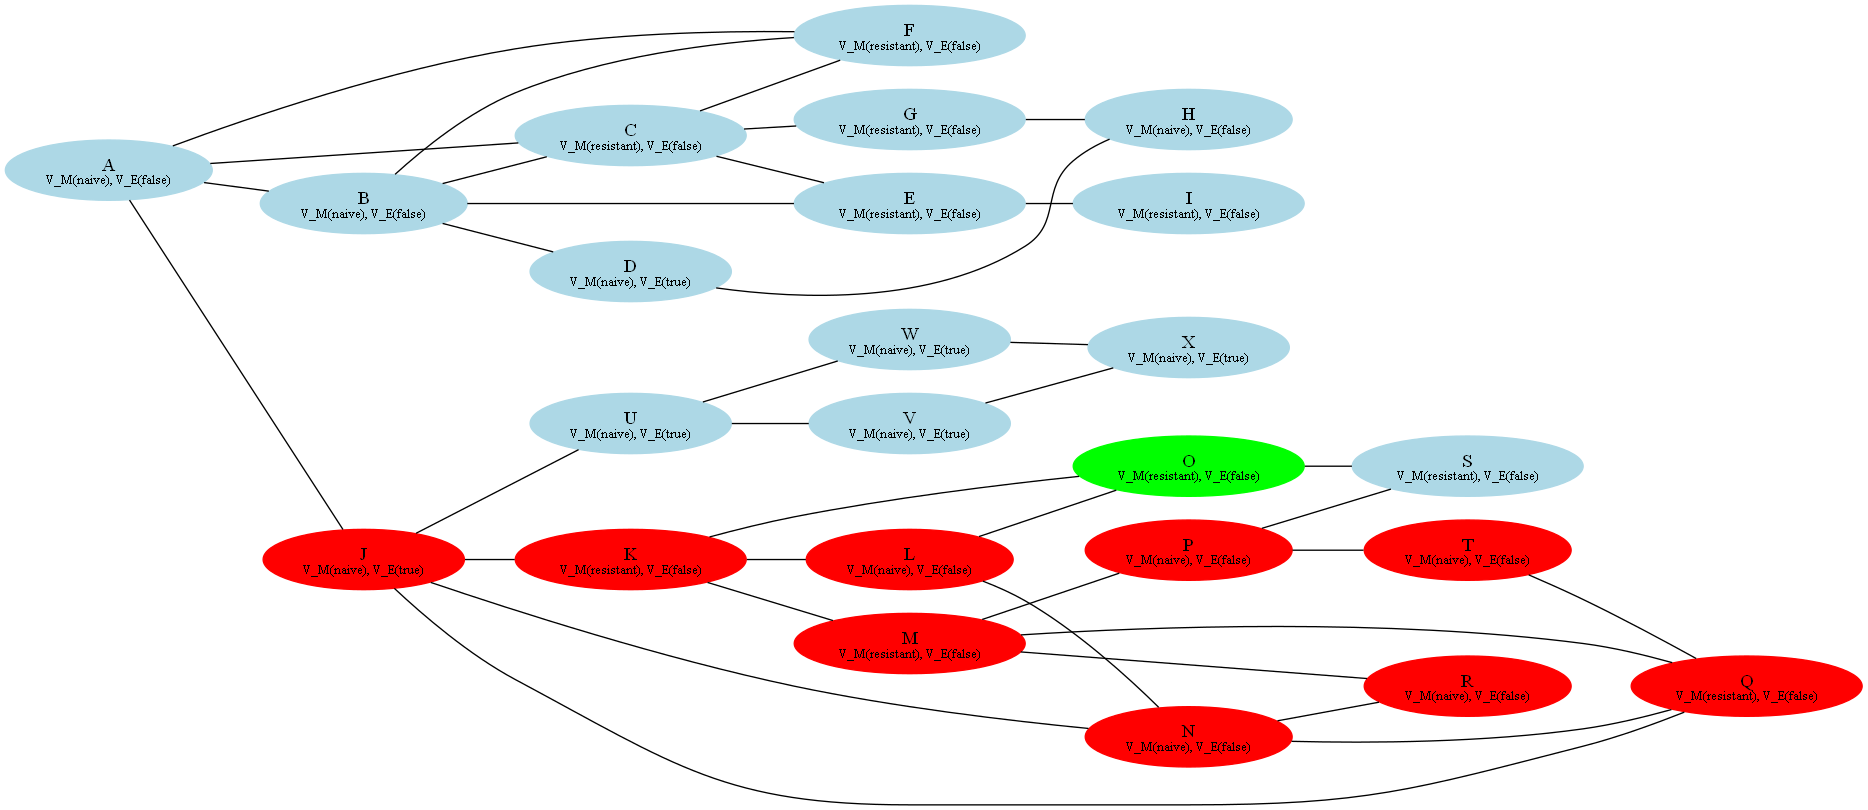 F
V_M(resistant), V_E(false)
A
V_M(naive), V_E(false)
B
V_M(naive), V_E(false)
C
V_M(resistant), V_E(false)
G
V_M(resistant), V_E(false)
H
V_M(naive), V_E(false)
E
V_M(resistant), V_E(false)
I
V_M(resistant), V_E(false)
D
V_M(naive), V_E(true)
W
V_M(naive), V_E(true)
X
V_M(naive), V_E(true)
U
V_M(naive), V_E(true)
V
V_M(naive), V_E(true)
O
V_M(resistant), V_E(false)
S
V_M(resistant), V_E(false)
J
V_M(naive), V_E(true)
K
V_M(resistant), V_E(false)
L
V_M(naive), V_E(false)
P
V_M(naive), V_E(false)
T
V_M(naive), V_E(false)
M
V_M(resistant), V_E(false)
R
V_M(naive), V_E(false)
Q
V_M(resistant), V_E(false)
N
V_M(naive), V_E(false)